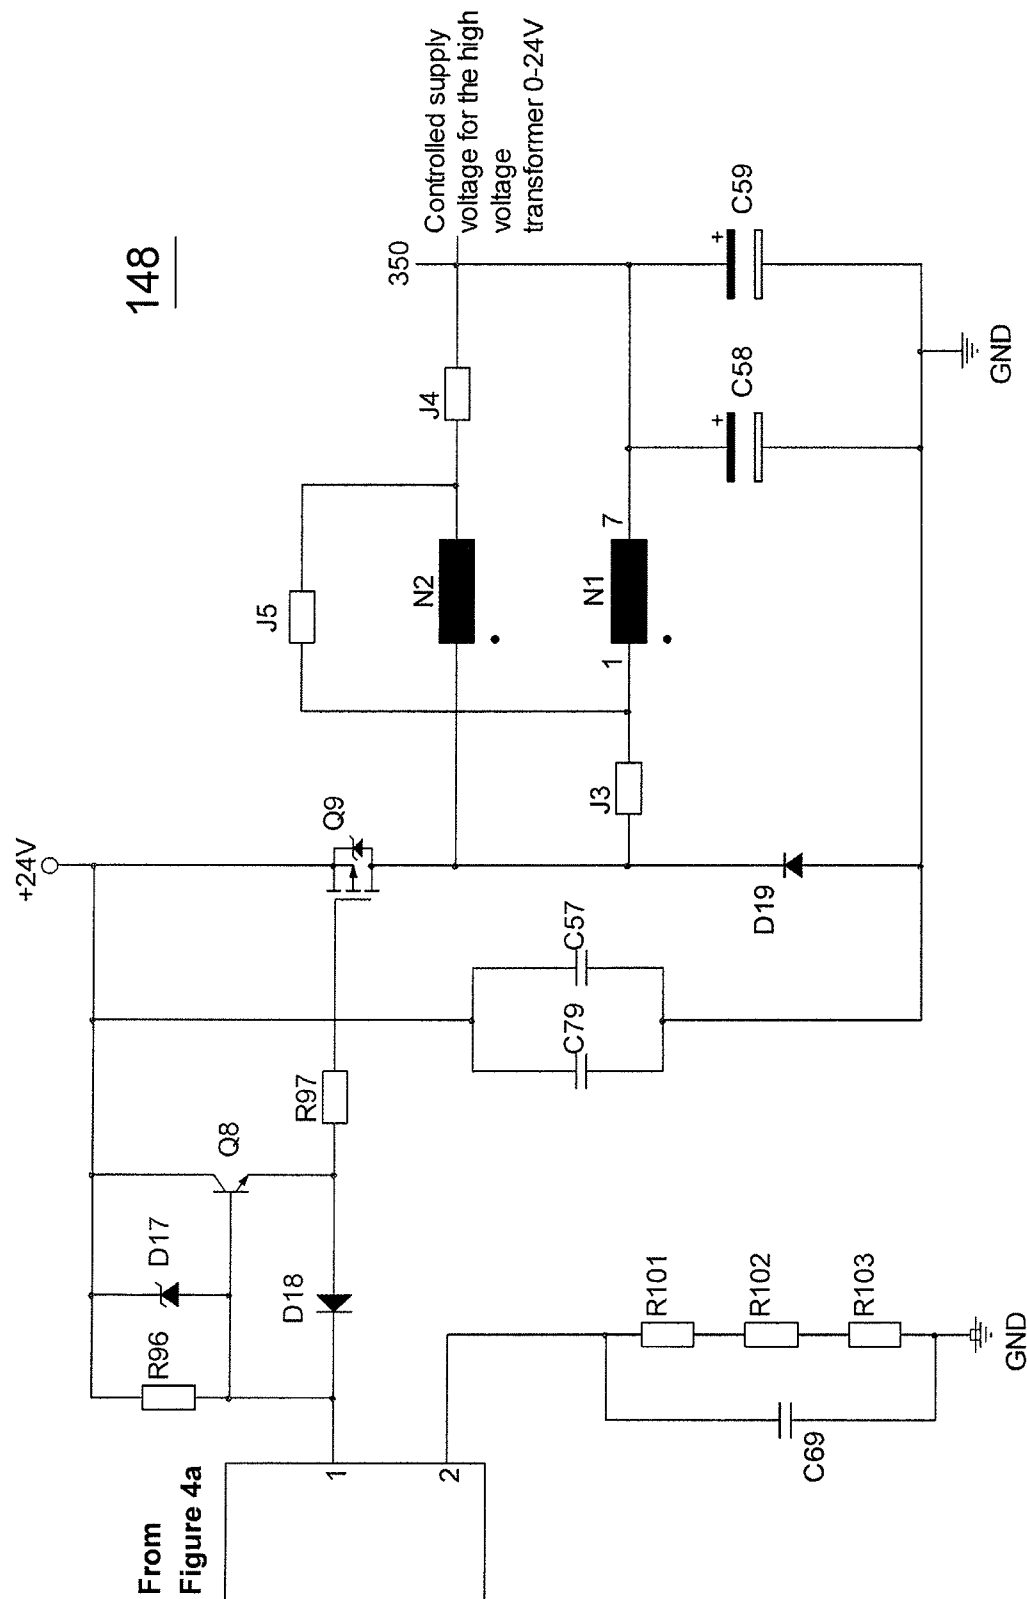 148
From
Figure 4a
1
2
R96
D17
Q8
D18
R97
+24V
Q9
C79
C57
D19
J5
J3
J4
N2
N1
1
7
350
Controlled supply
voltage for the high
voltage
transformer 0-24V
+
C58
+
C59
GND
R101
R102
R103
C69
GND